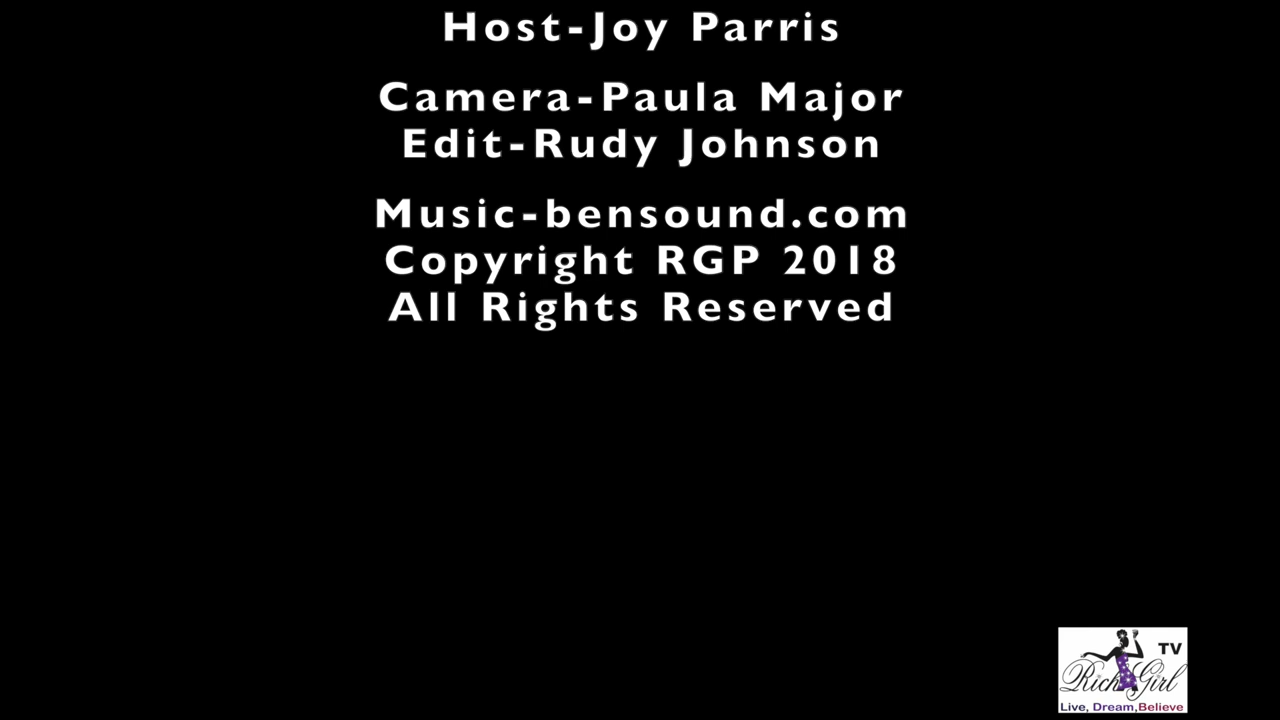 Host-Joy Parris
Camera-Paula Major
Edit-Rudy Johnson
Music-bensound.com
Copyright RGP 2018
All Rights Reserved
TV
Rich Girl
Live, Dream,Believe